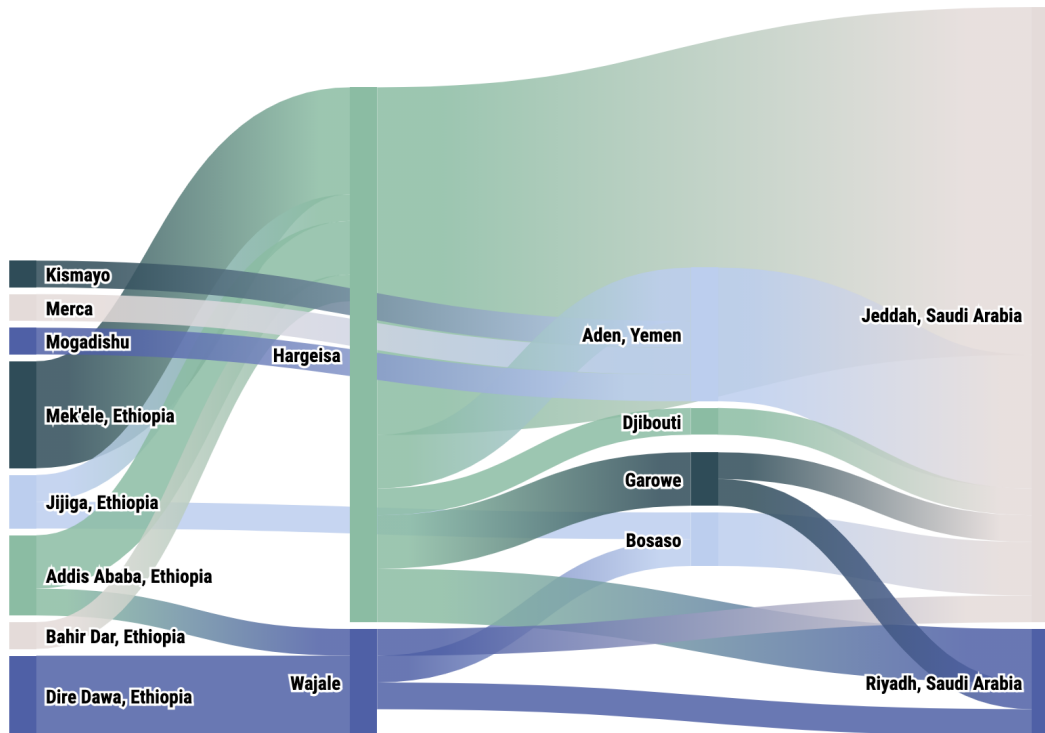 Kismayo
Merca
Mogadishu
Mek'ele, Ethiopia
Jijiga, Ethiopia
Addis Ababa, Ethiopia
Bahir Dar, Ethiopia
Dire Dawa, Ethiopia
Hargeisa
Wajale
Aden, Yemen
Djibouti
Garowe
Bosaso
Jeddah, Saudi Arabia
Riyadh, Saudi Arabia